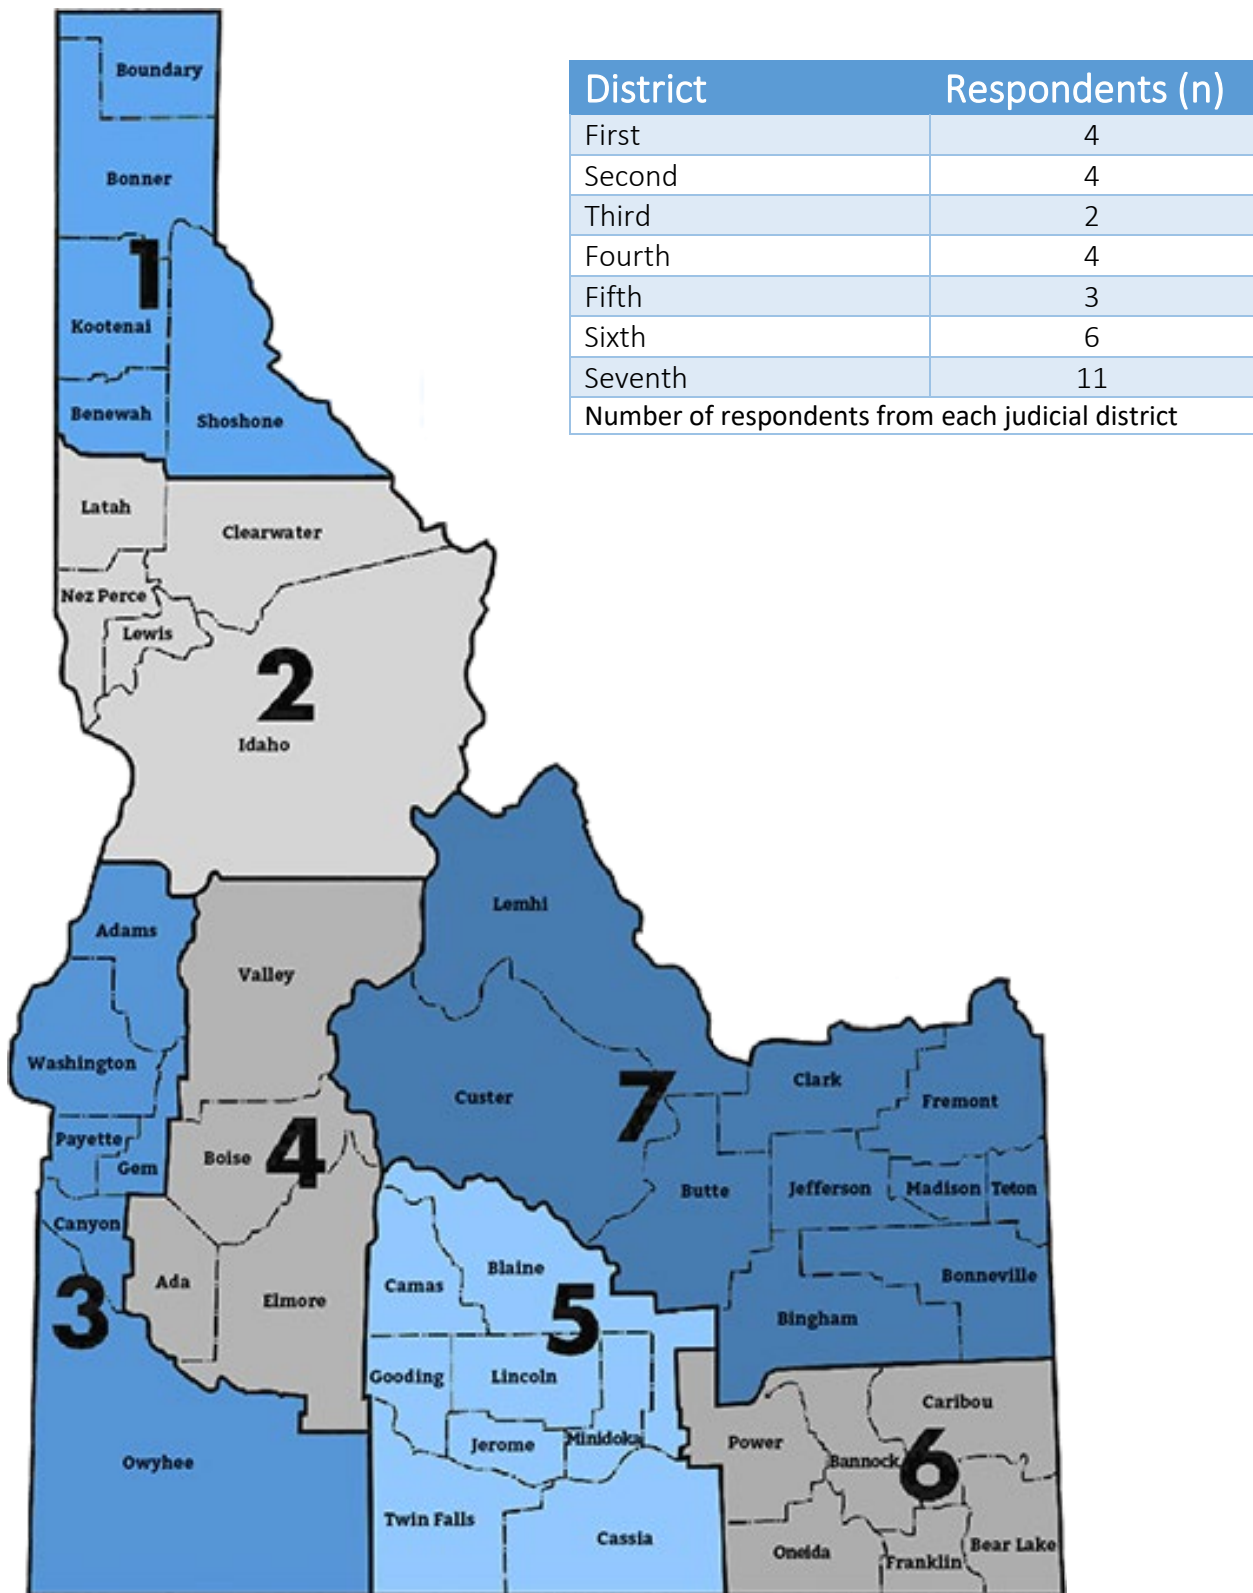 District Respondents (n)
First 4
Second 4
Third 2
Fourth 4
Fifth 3
Sixth 6
Seventh 11
Number of respondents from each judicial district
Boundary
Bonner
1
Kootenai
Benewah
Shoshone
Latah
Clearwater
Nez Perce
Lewis
2
Idaho
Lemhi
Adams
Valley
Washington
Custer
7
Clark
Fremont
Payette
Boise
4
Gem
Butte
Jefferson
Madison
Teton
Canyon
3
Ada
Elmore
Camas
Blaine
5
Bonneville
Bingham
Gooding
Lincoln
Jerome
Minidoka
Owyhee
Twin Falls
Cassia
Caribou
Power
Bannock
6
Oneida
Franklin
Bear Lake